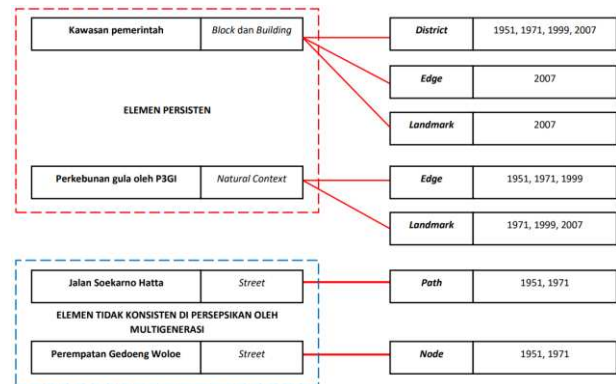 Kawasan pemerintah Block dan Building District 1951, 1971, 1999, 2007
Edge 2007
ELEMEN PERSISTEN
Landmark 2007
Perkebunan gula oleh P3GI Natural Context Edge 1951, 1971, 1999
Landmark 1971, 1999, 2007
Jalan Soekarno Hatta Street Path 1951, 1971
ELEMEN TIDAK KONSISTEN DI PERSEPSIKAN OLEH
MULTIGENERASI
Perempatan Gedoeng Woloe Street Node 1951, 1971